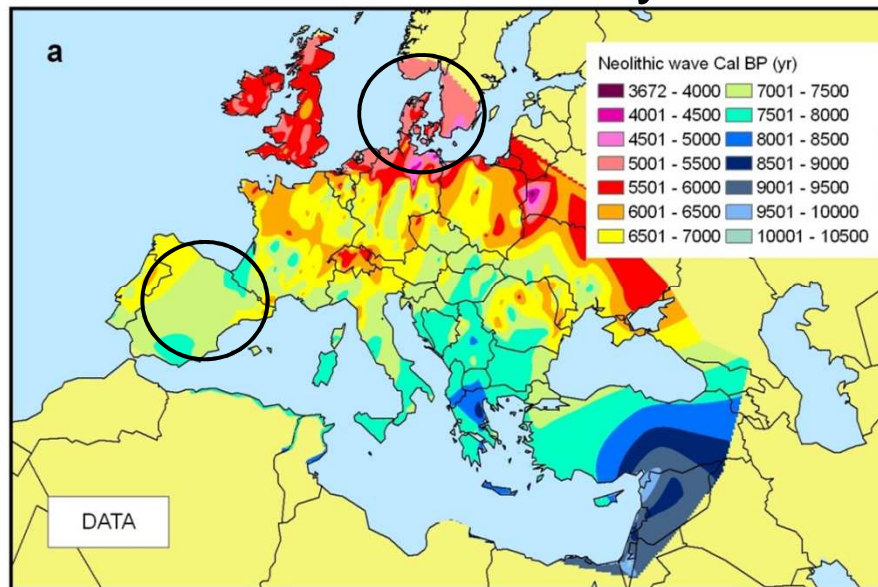 a
Neolithic wave Cal BP (yr)
3672 - 4000 7001 - 7500
4001 - 4500 7501 - 8000
4501 - 5000 8001 - 8500
5001 - 5500 8501 - 9000
5501 - 6000 9001 - 9500
6001 - 6500 9501 - 10000
6501 - 7000 10001 - 10500
DATA